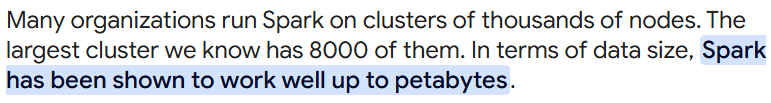 Many organizations run Spark on clusters of thousands of nodes. The
largest cluster we know has 8000 of them. In terms of data size, Spark
has been shown to work well up to petabytes.